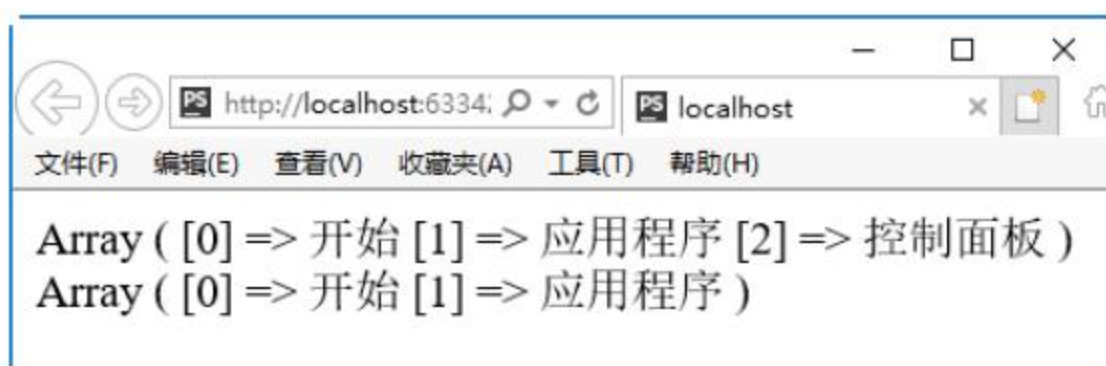 http://localhost:6334
localhost
文件(F) 编辑(E) 查看(V) 收藏夹(A) 工具(T) 帮助(H)
Array ( [0] => 开始 [1] => 应用程序 [2] => 控制面板 )
Array ( [0] => 开始 [1] => 应用程序 )